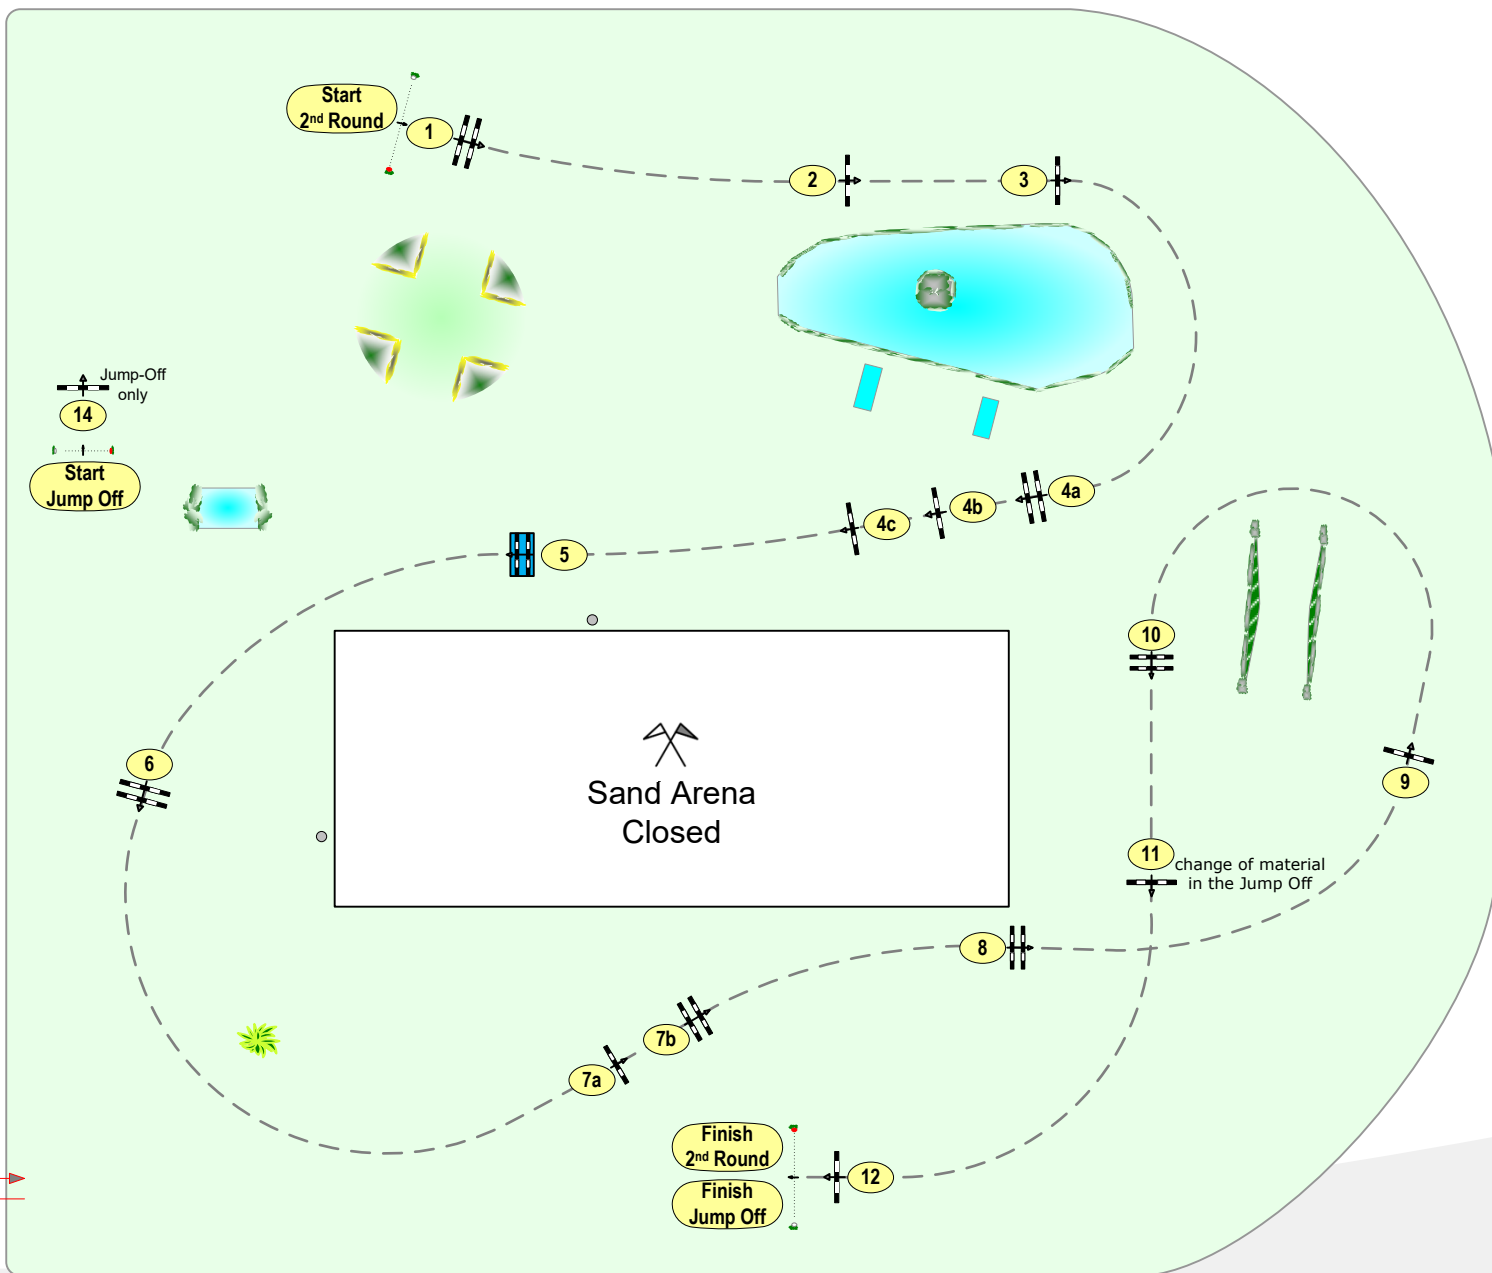 Start
2nd Round
1
2
3
Jump-Off
only
14
Start
Jump Off
4a
4b
4c
5
10
6
Sand Arena
Closed
9
11
change of material
in the Jump Off
8
7b
7a
Finish
2nd Round
12
Finish
Jump Off